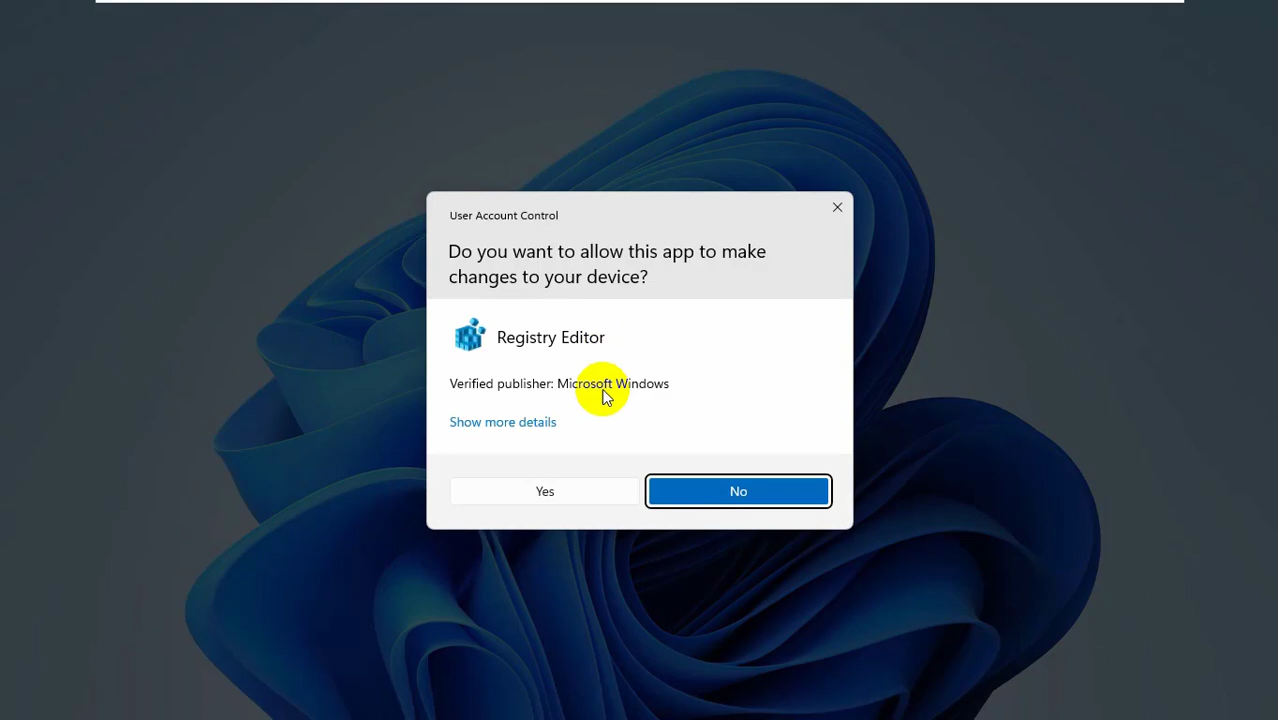 User Account Control
Do you want to allow this app to make
changes to your device?
Registry Editor
Verified publisher: Microsoft Windows
Show more details
Yes
No